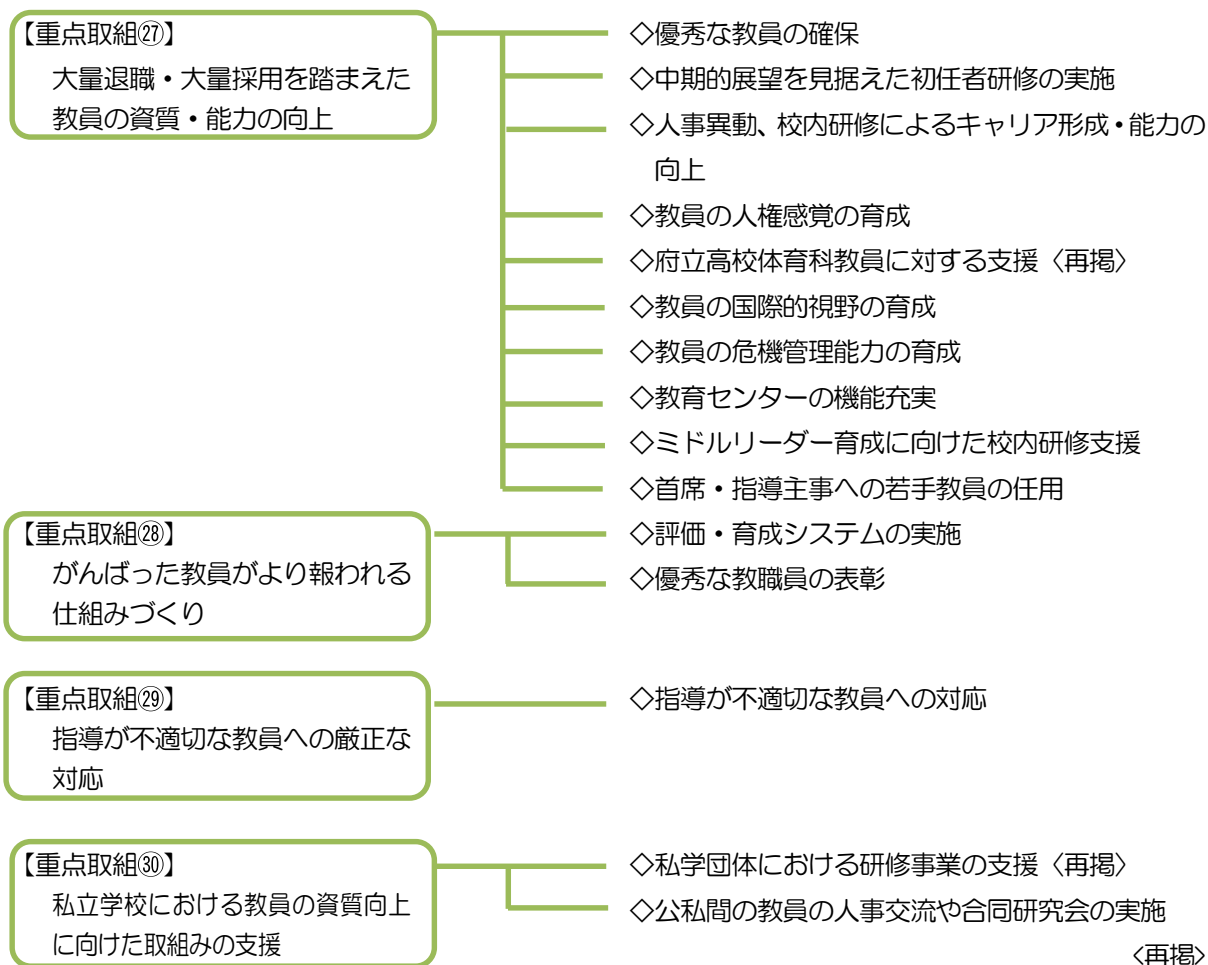 【重点取組㉗】
大量退職・大量採用を踏まえた
教員の資質・能力の向上
◇優秀な教員の確保
◇中期的展望を見据えた初任者研修の実施
◇人事異動、校内研修によるキャリア形成・能力の
向上
◇教員の人権感覚の育成
◇府立高校体育科教員に対する支援〈再掲〉
◇教員の国際的視野の育成
◇教員の危機管理能力の育成
◇教育センターの機能充実
◇ミドルリーダー育成に向けた校内研修支援
◇首席・指導主事への若手教員の任用
【重点取組㉘】
がんばった教員がより報われる
仕組みづくり
◇評価・育成システムの実施
◇優秀な教職員の表彰
【重点取組㉙】
指導が不適切な教員への厳正な
対応
◇指導が不適切な教員への対応
【重点取組㉚】
私立学校における教員の資質向上
に向けた取組みの支援
◇私学団体における研修事業の支援〈再掲〉
◇公私間の教員の人事交流や合同研究会の実施
〈再掲〉